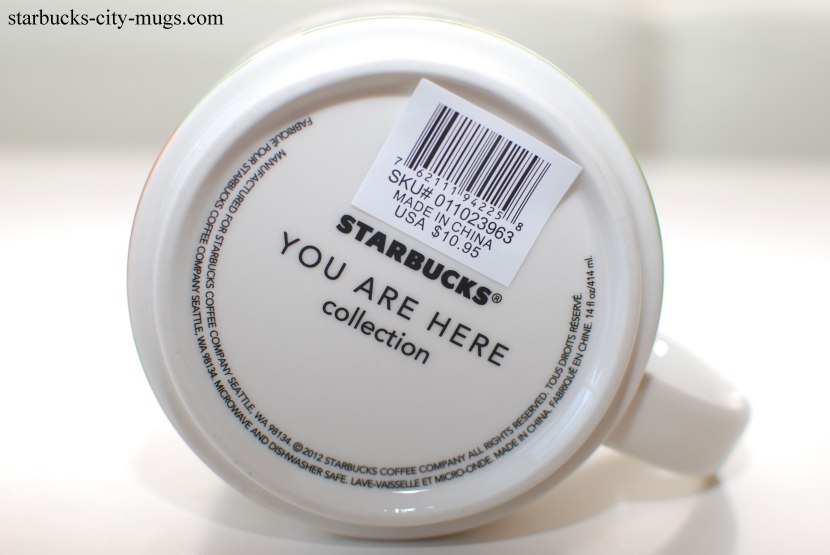 starbucks-city-mugs.com
7 62111 94225 8
SKU# 011023963
MADE IN CHINA
USA $10.95
STARBUCKS®
YOU ARE HERE
collection
MANUFACTURED FOR STARBUCKS COFFEE COMPANY SEATTLE, WA 98134. ©2012 STARBUCKS COFFEE COMPANY ALL RIGHTS RESERVED. TOUS DROITS RÉSERVÉ.
FABRIQUÉ POUR STARBUCKS COFFEE COMPANY SEATTLE, WA 98134. MICROWAVE AND DISHWASHER SAFE. LAVE-VAISSELLE ET MICRO-ONDE. MADE IN CHINA. FABRIQUÉ EN CHINE. 14 fl oz/414 ml.